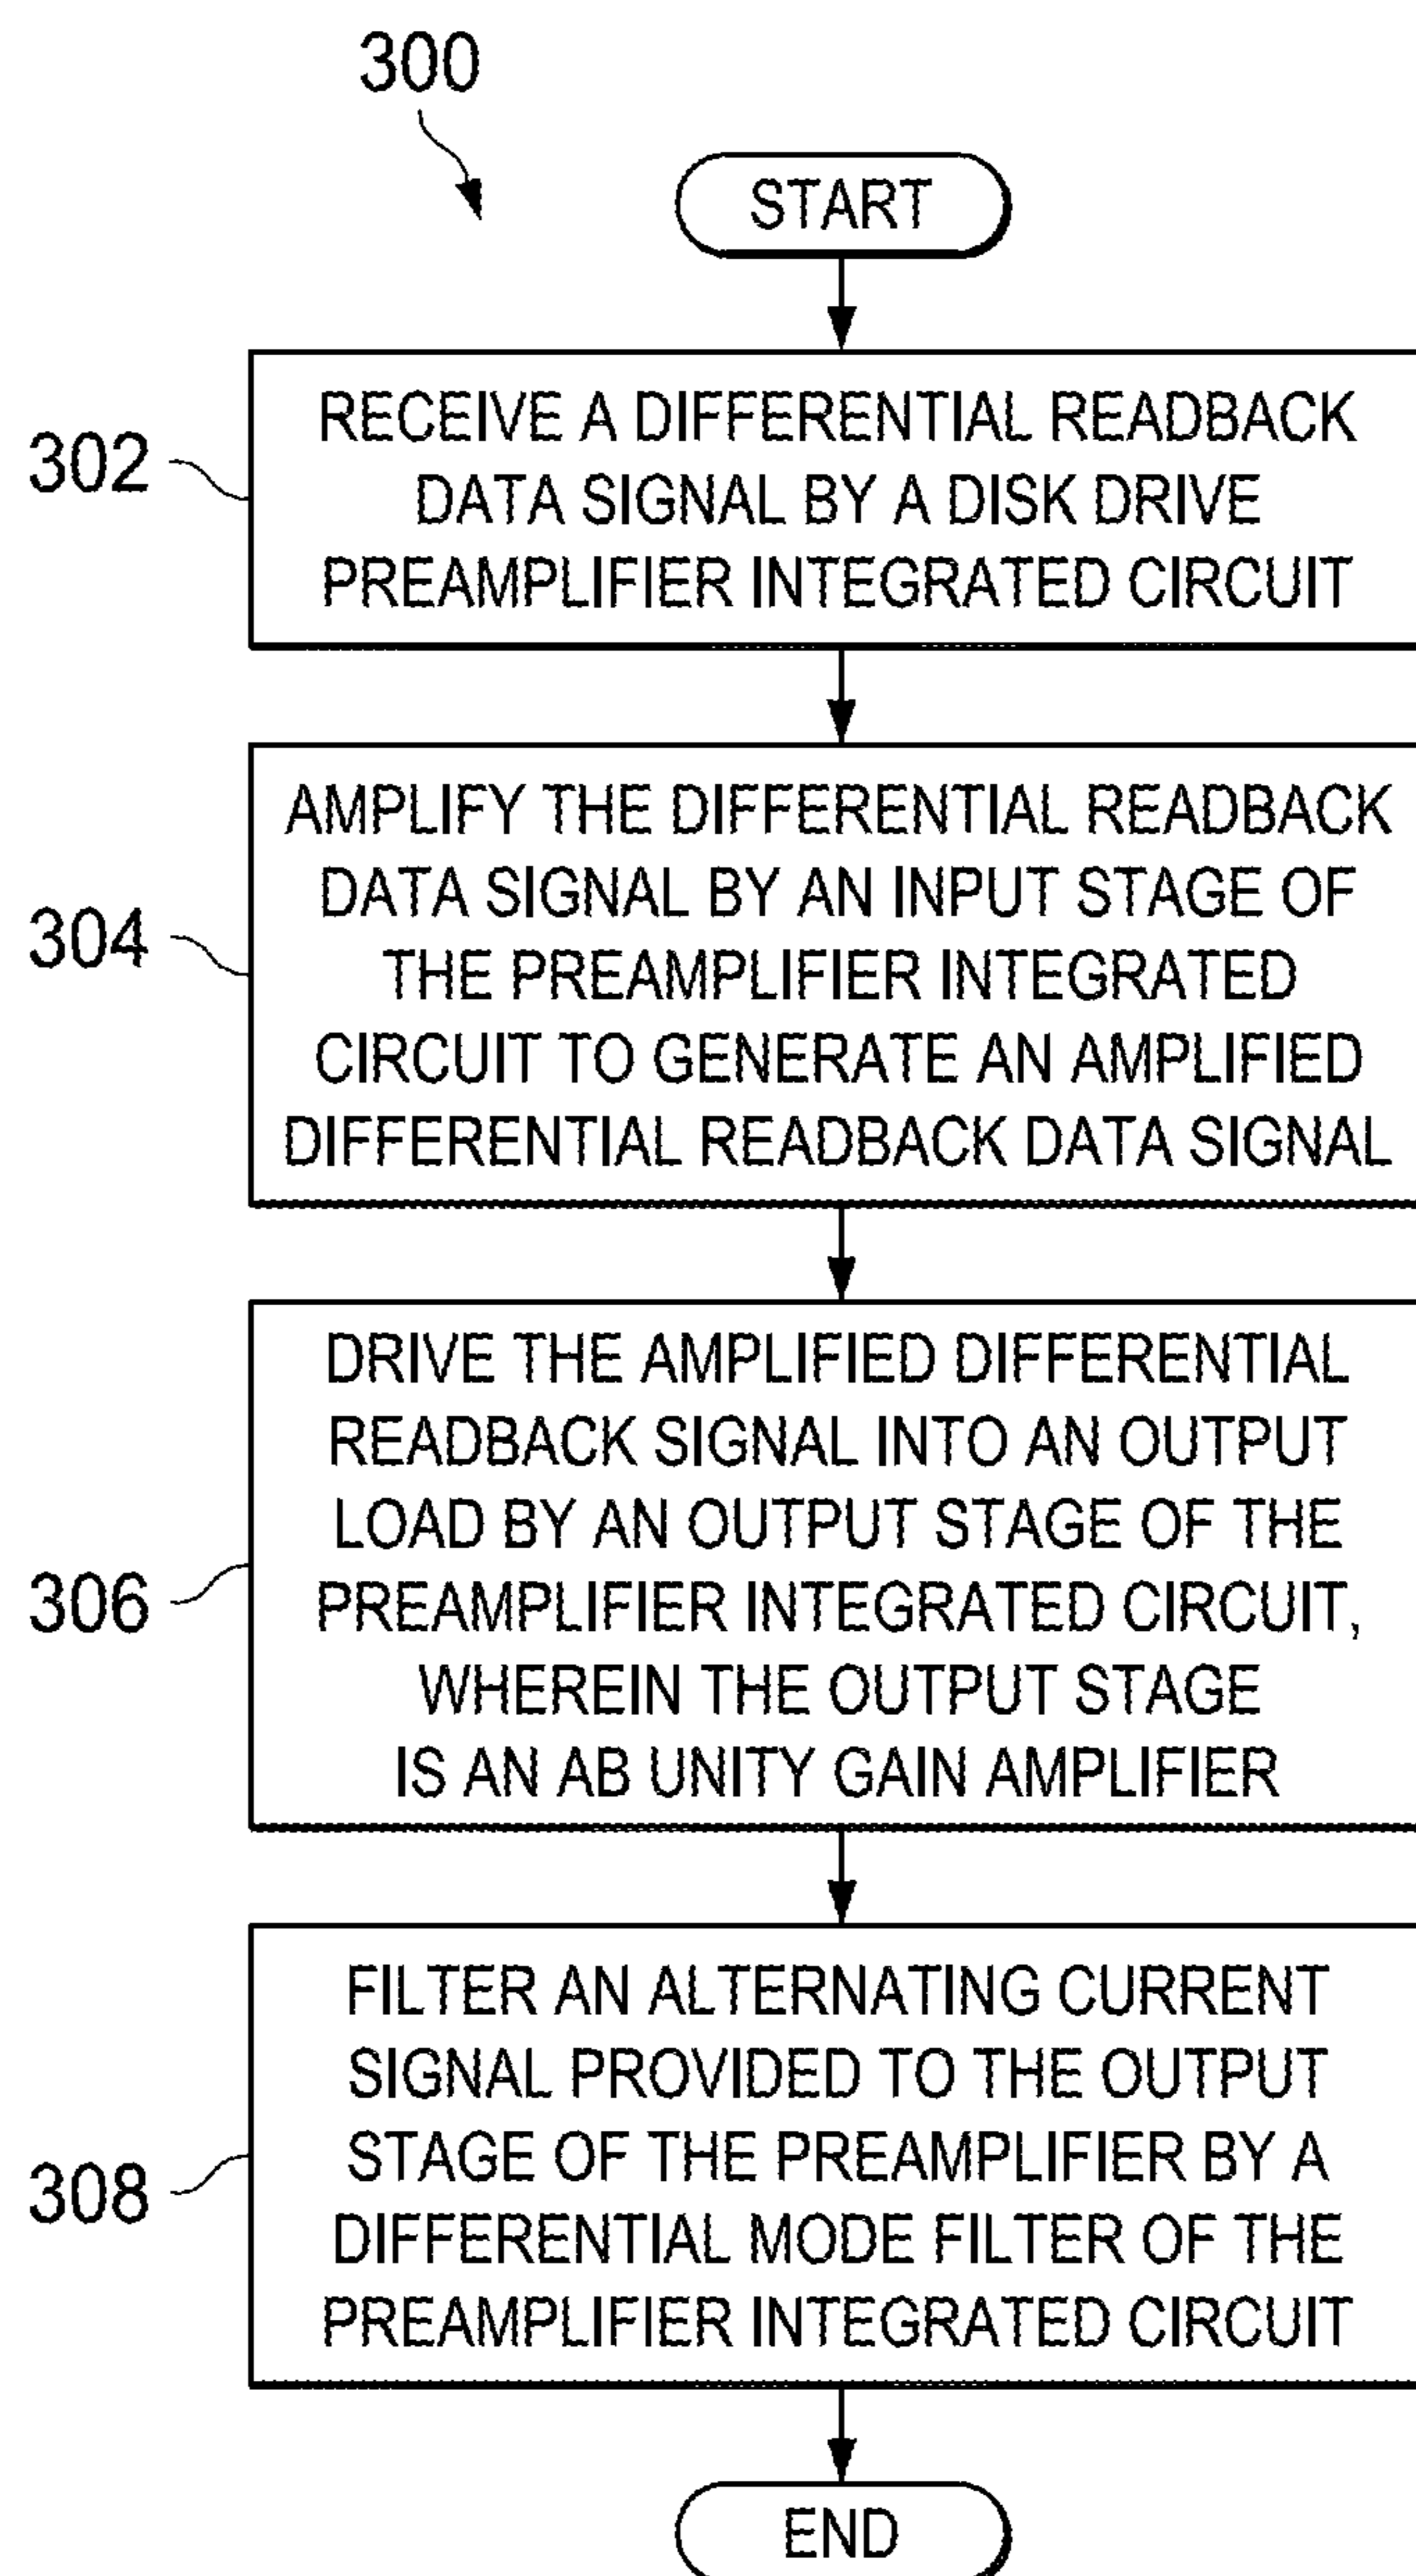 300
START
302
RECEIVE A DIFFERENTIAL READBACK
DATA SIGNAL BY A DISK DRIVE
PREAMPLIFIER INTEGRATED CIRCUIT
304
AMPLIFY THE DIFFERENTIAL READBACK
DATA SIGNAL BY AN INPUT STAGE OF
THE PREAMPLIFIER INTEGRATED
CIRCUIT TO GENERATE AN AMPLIFIED
DIFFERENTIAL READBACK DATA SIGNAL
306
DRIVE THE AMPLIFIED DIFFERENTIAL
READBACK SIGNAL INTO AN OUTPUT
LOAD BY AN OUTPUT STAGE OF THE
PREAMPLIFIER INTEGRATED CIRCUIT,
WHEREIN THE OUTPUT STAGE
IS AN AB UNITY GAIN AMPLIFIER
308
FILTER AN ALTERNATING CURRENT
SIGNAL PROVIDED TO THE OUTPUT
STAGE OF THE PREAMPLIFIER BY A
DIFFERENTIAL MODE FILTER OF THE
PREAMPLIFIER INTEGRATED CIRCUIT
END